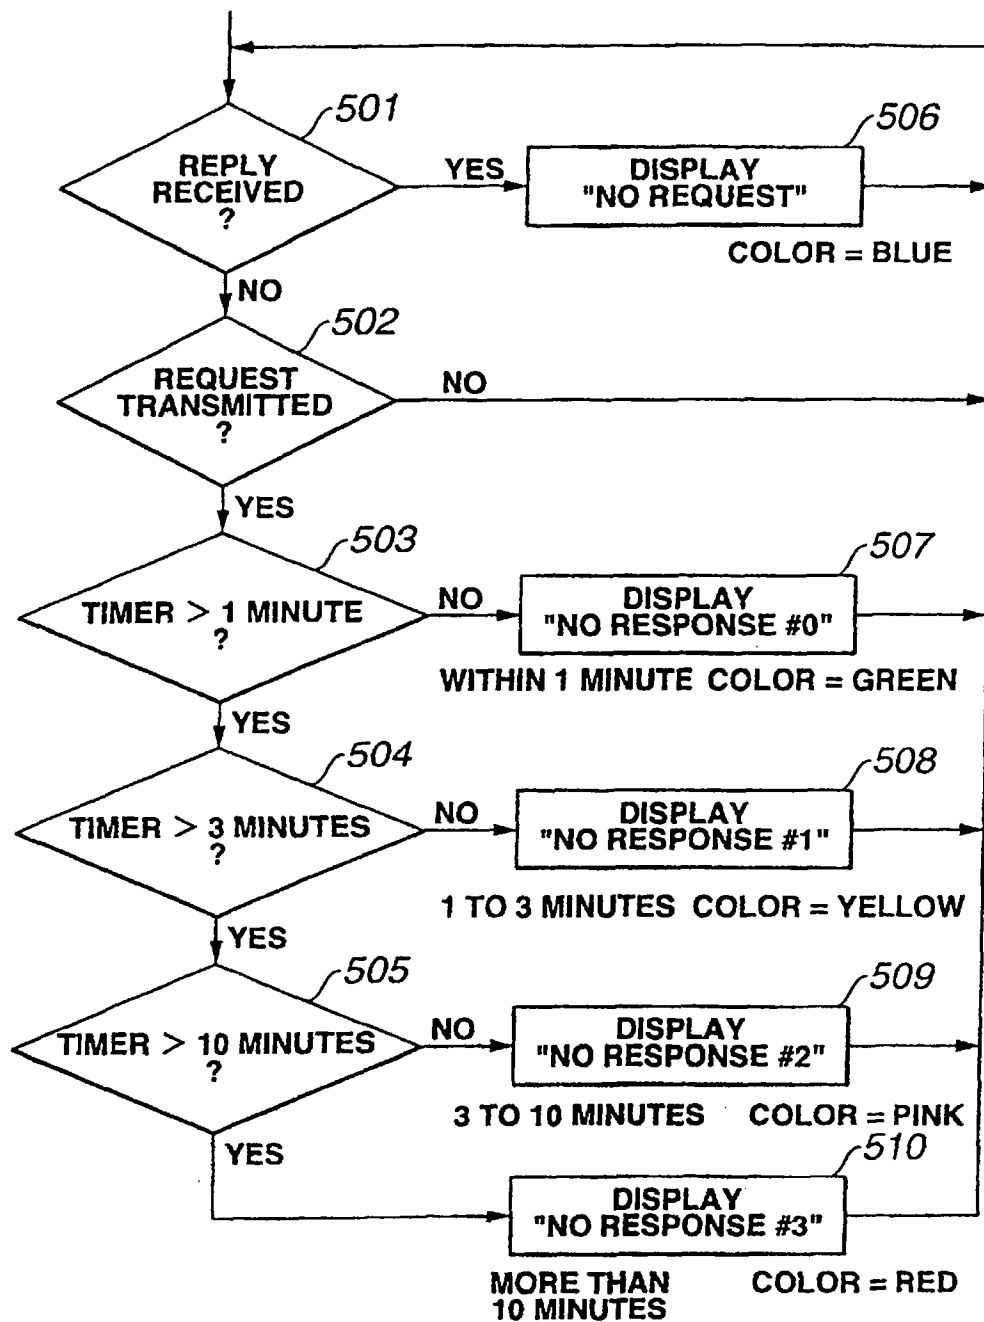 501
506
REPLY
RECEIVED
?
YES
DISPLAY
"NO REQUEST"
COLOR = BLUE
NO
502
REQUEST
TRANSMITTED
?
NO
YES
503
507
TIMER > 1 MINUTE
?
NO
DISPLAY
"NO RESPONSE #0"
WITHIN 1 MINUTE COLOR = GREEN
YES
504
508
TIMER > 3 MINUTES
?
NO
DISPLAY
"NO RESPONSE #1"
1 TO 3 MINUTES COLOR = YELLOW
YES
505
509
TIMER > 10 MINUTES
?
NO
DISPLAY
"NO RESPONSE #2"
3 TO 10 MINUTES COLOR = PINK
YES
510
DISPLAY
"NO RESPONSE #3"
MORE THAN
10 MINUTES
COLOR = RED